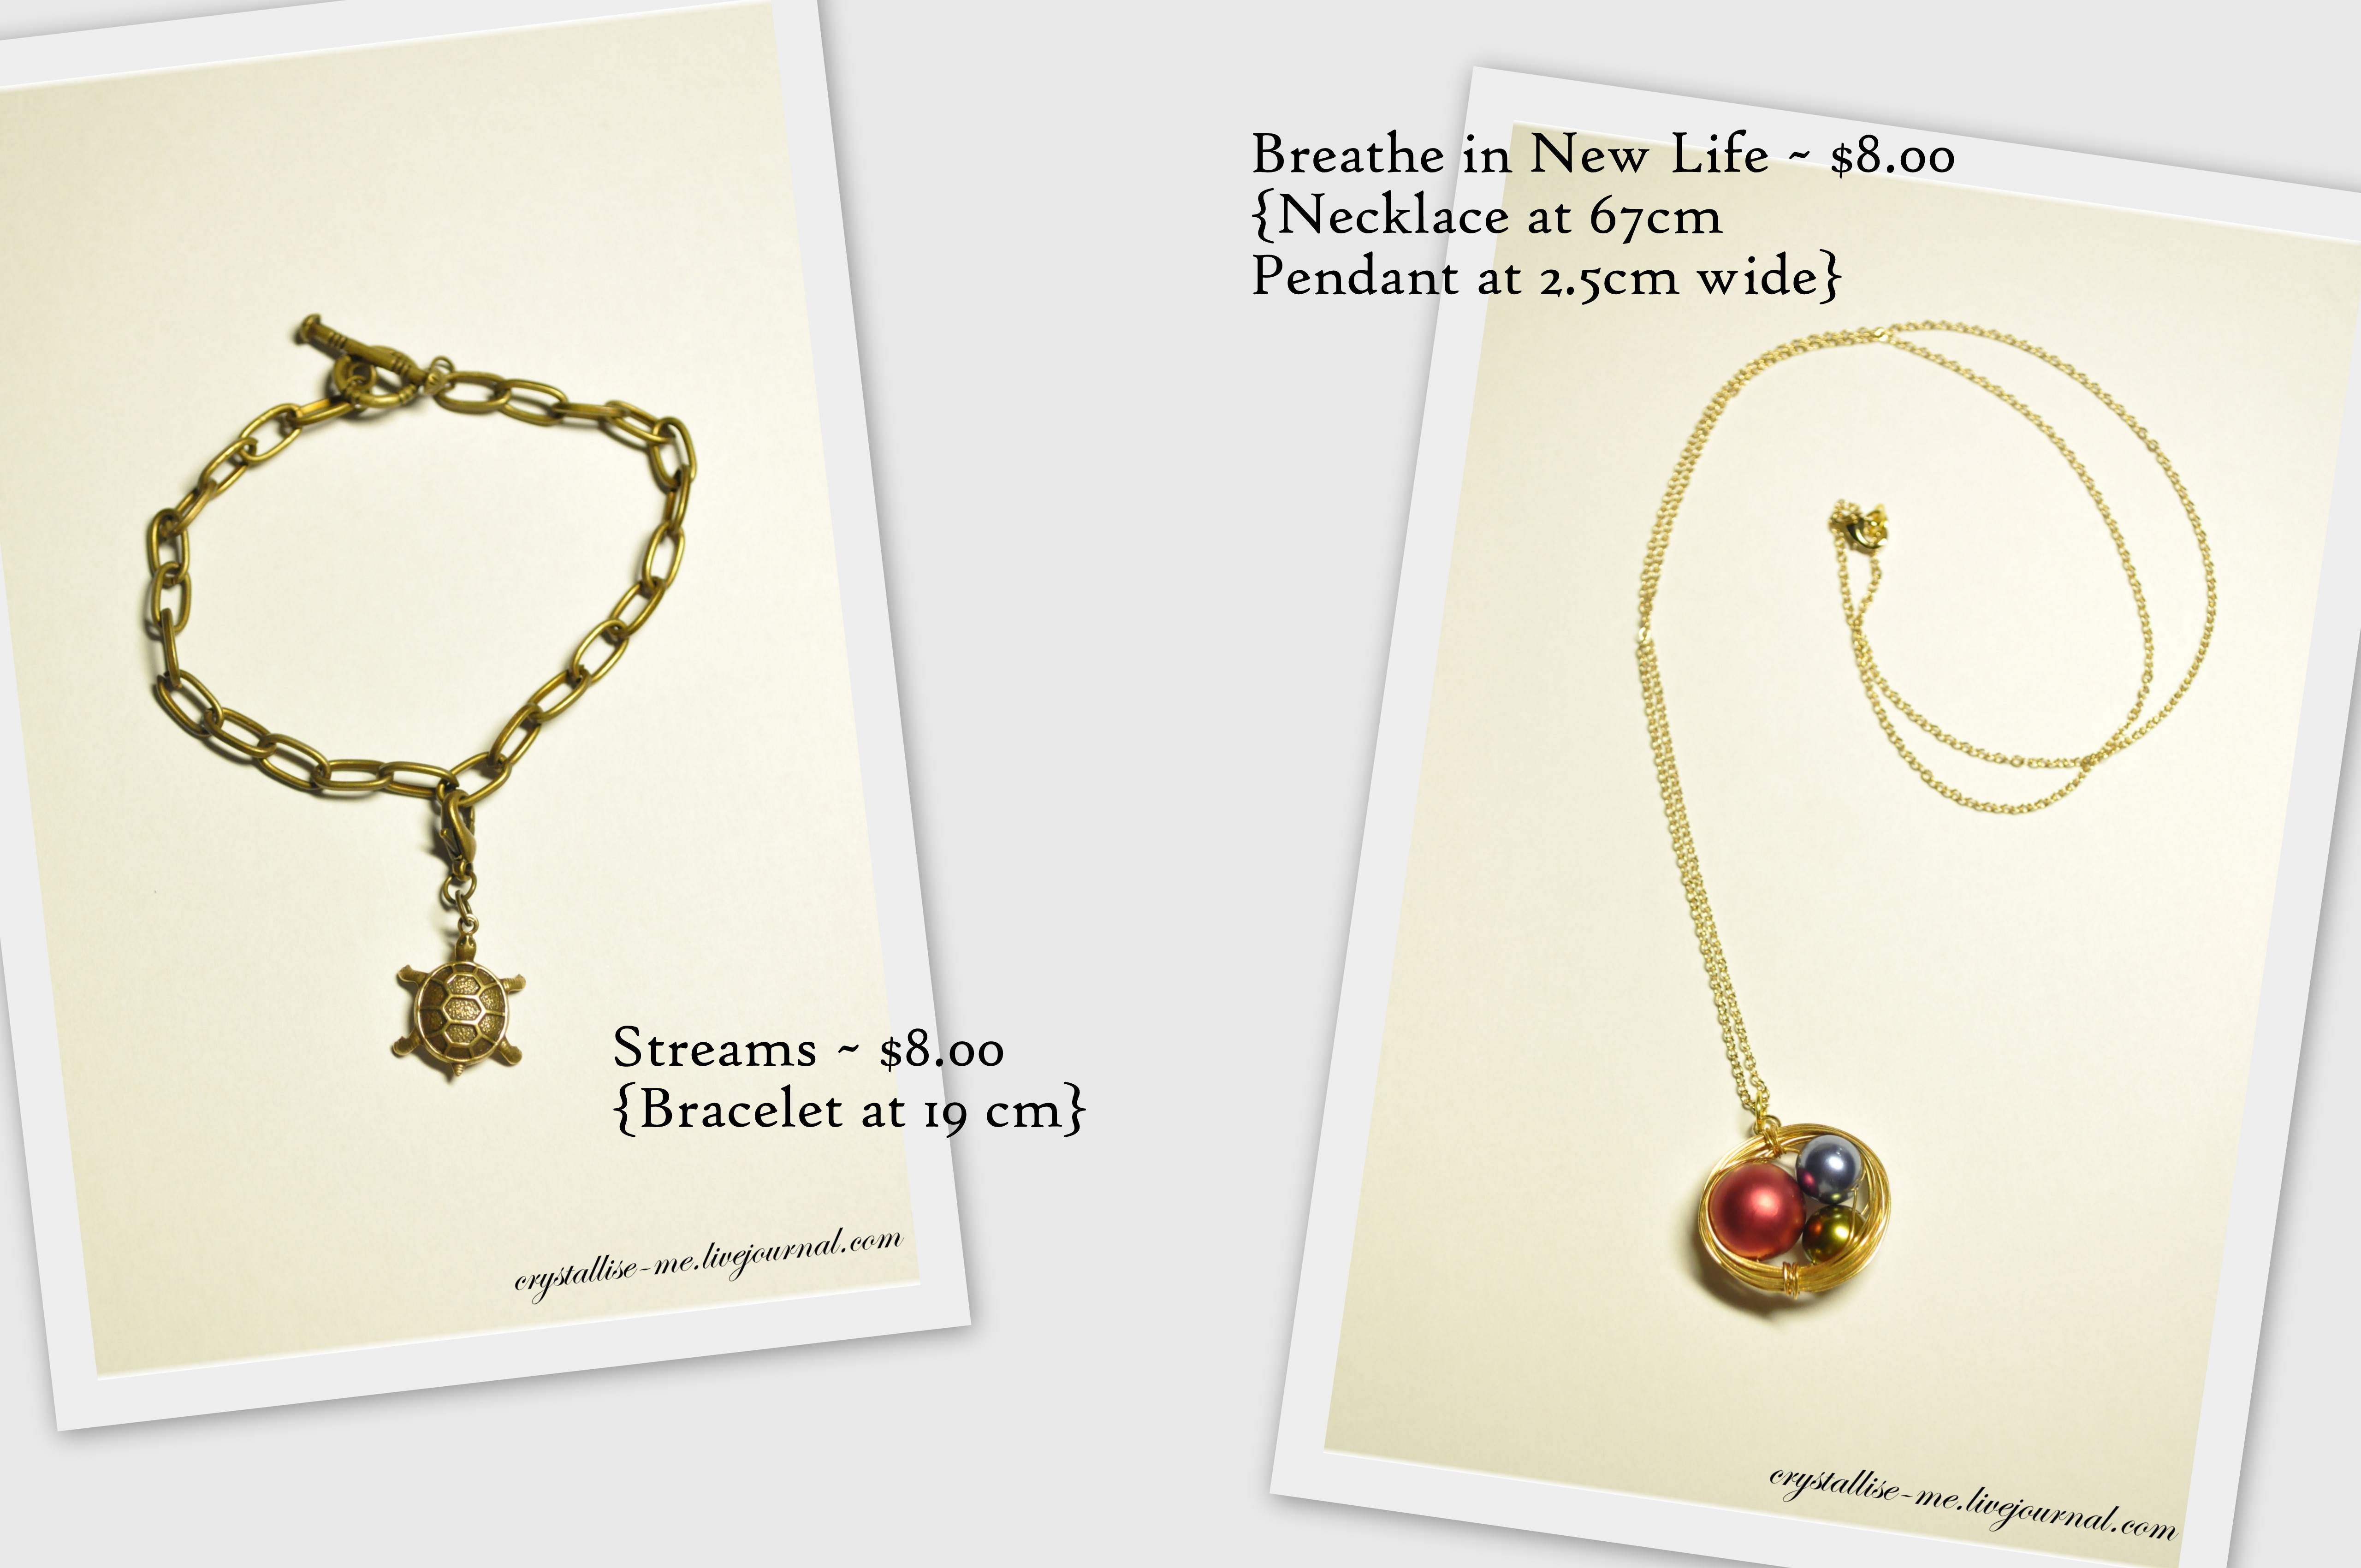 Breathe in New Life ~ $8.00
{Necklace at 67cm
Pendant at 2.5cm wide}
Streams ~ $8.00
{Bracelet at 19 cm}
crystallise-me.livejournal.com
crystallise-me.livejournal.com